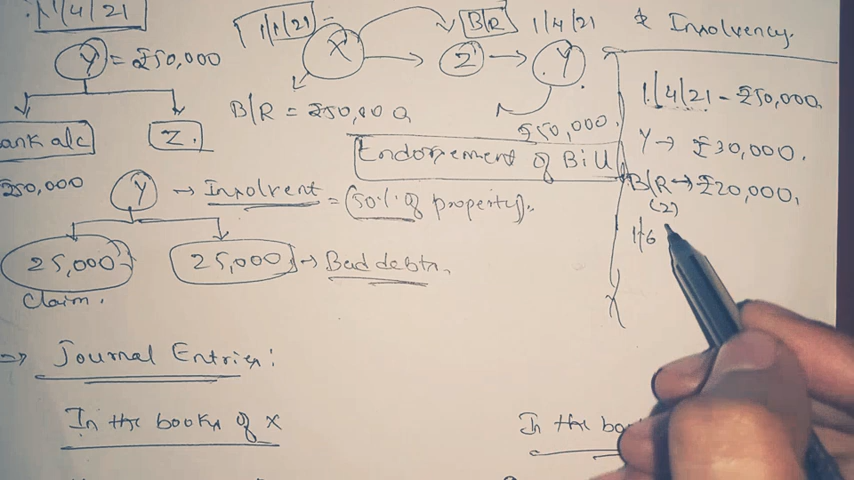 1/4/21
Y = ₹50,000
ank a/c
Z.
₹50,000
Y → Insolvent = (50% of property).
25,000
25,000 → Bad debts.
Claim.
1/1/21
X
B/R
Z → Y
1/4/21
B/R = ₹50,000
₹50,000.
Endorsement of Bill
& Insolvency.
1/4/21 - ₹50,000
Y → ₹30,000.
B/R → ₹20,000.
(2)
1/6
X
⇒ Journal Entries:
In the books of X
In the bo